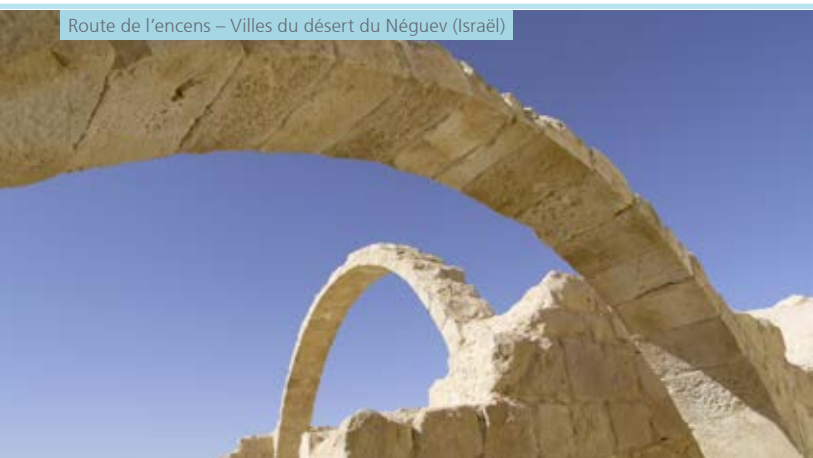 Route de l'encens – Villes du désert du Néguev (Israël)